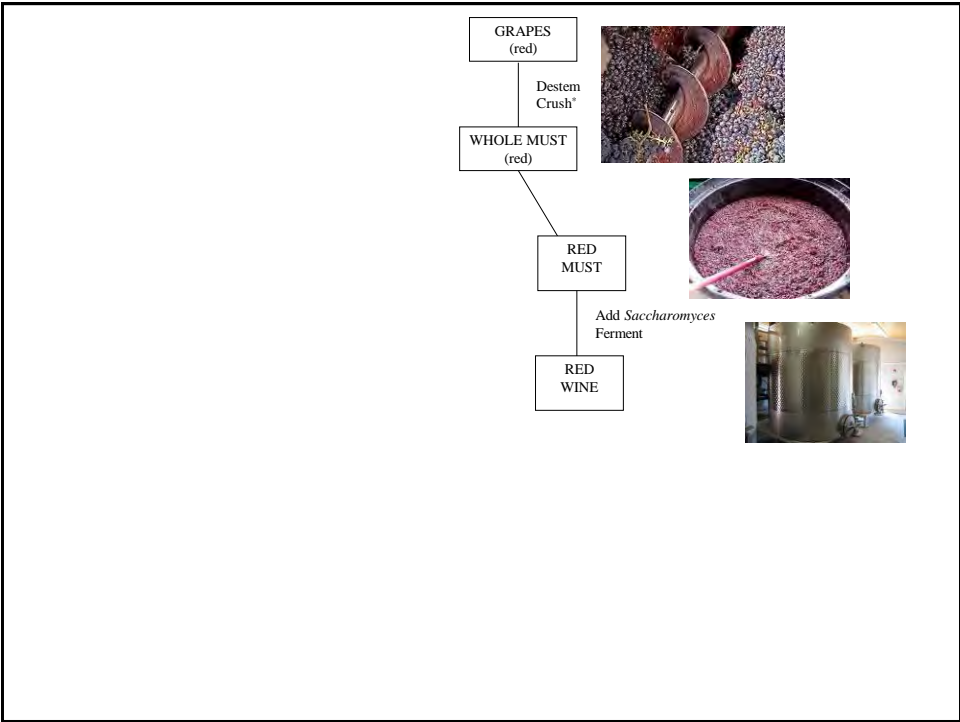 GRAPES
(red)
Destem
Crush*
WHOLE MUST
(red)
RED
MUST
Add Saccharomyces
Ferment
RED
WINE